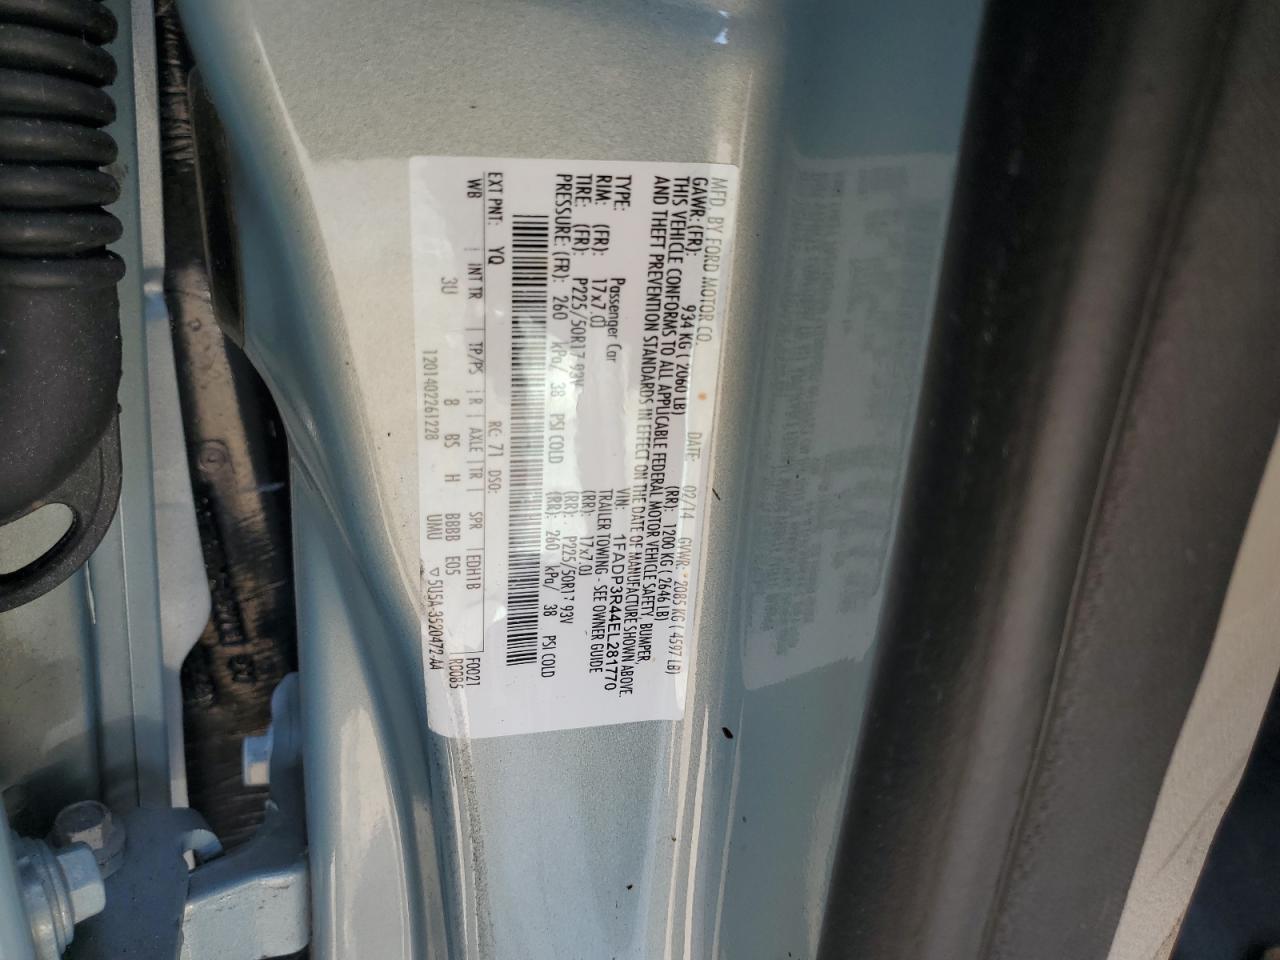 MFD. BY FORD MOTOR CO. DATE: 02/14 GVWR: 2085 KG ( 4597 LB)
GAWR: (FR): 934 KG ( 2060 LB) (RR): 1200 KG ( 2646 LB)
THIS VEHICLE CONFORMS TO ALL APPLICABLE FEDERAL MOTOR VEHICLE SAFETY, BUMPER,
AND THEFT PREVENTION STANDARDS IN EFFECT ON THE DATE OF MANUFACTURE SHOWN ABOVE.
VIN: 1FADP3R44EL281770
TYPE: Passenger Car TRAILER TOWING - SEE OWNER GUIDE
RIM: (FR): 17x7.0J (RR): 17x7.0J
TIRE: (FR): P225/50R17 93V (RR): P225/50R17 93V
PRESSURE: (FR): 260 kPa/ 38 PSI COLD (RR): 260 kPa/ 38 PSI COLD
EXT PNT: YQ RC: 71 DSO: F0021
WB INT TR TP/PS R AXLE TR SPR EDH1B R0085
3U 8 BS H BBBB E05
1201402261228 UMU ▽5U5A-3520472-AA